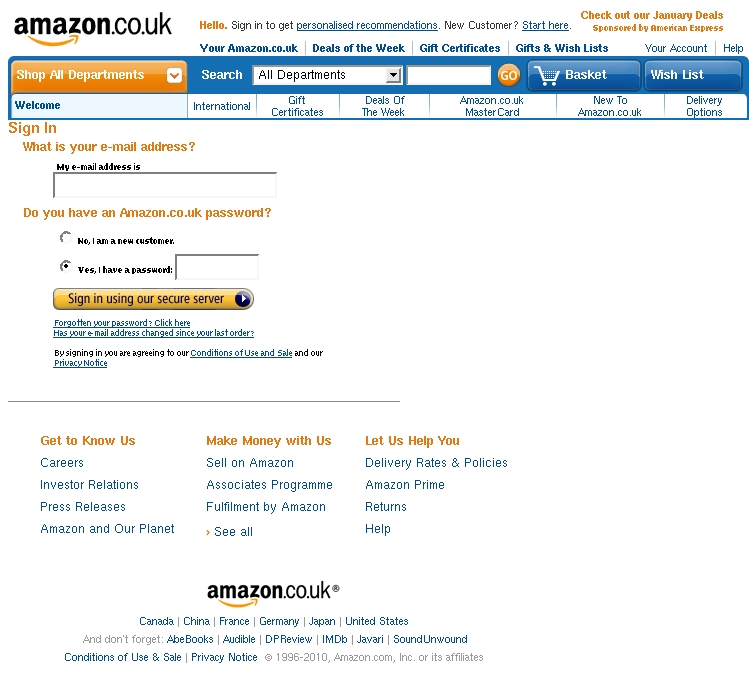 amazon.co.uk
Hello. Sign in to get personalised recommendations. New Customer? Start here.
Check out our January Deals
Sponsored by American Express
Your Amazon.co.uk | Deals of the Week | Gift Certificates | Gifts & Wish Lists
Your Account | Help
Shop All Departments
Search
All Departments
GO
Basket
Wish List
Welcome
International
Gift Certificates
Deals Of The Week
Amazon.co.uk MasterCard
New To Amazon.co.uk
Delivery Options
Sign In
What is your e-mail address?
My e-mail address is
Do you have an Amazon.co.uk password?
No, I am a new customer.
Yes, I have a password:
Sign in using our secure server
Forgotten your password? Click here
Has your e-mail address changed since your last order?
By signing in you are agreeing to our Conditions of Use and Sale and our
Privacy Notice
Get to Know Us
Careers
Investor Relations
Press Releases
Amazon and Our Planet
Make Money with Us
Sell on Amazon
Associates Programme
Fulfilment by Amazon
› See all
Let Us Help You
Delivery Rates & Policies
Amazon Prime
Returns
Help
amazon.co.uk®
Canada | China | France | Germany | Japan | United States
And don't forget: AbeBooks | Audible | DPReview | IMDb | Javari | SoundUnwound
Conditions of Use & Sale | Privacy Notice © 1996-2010, Amazon.com, Inc. or its affiliates